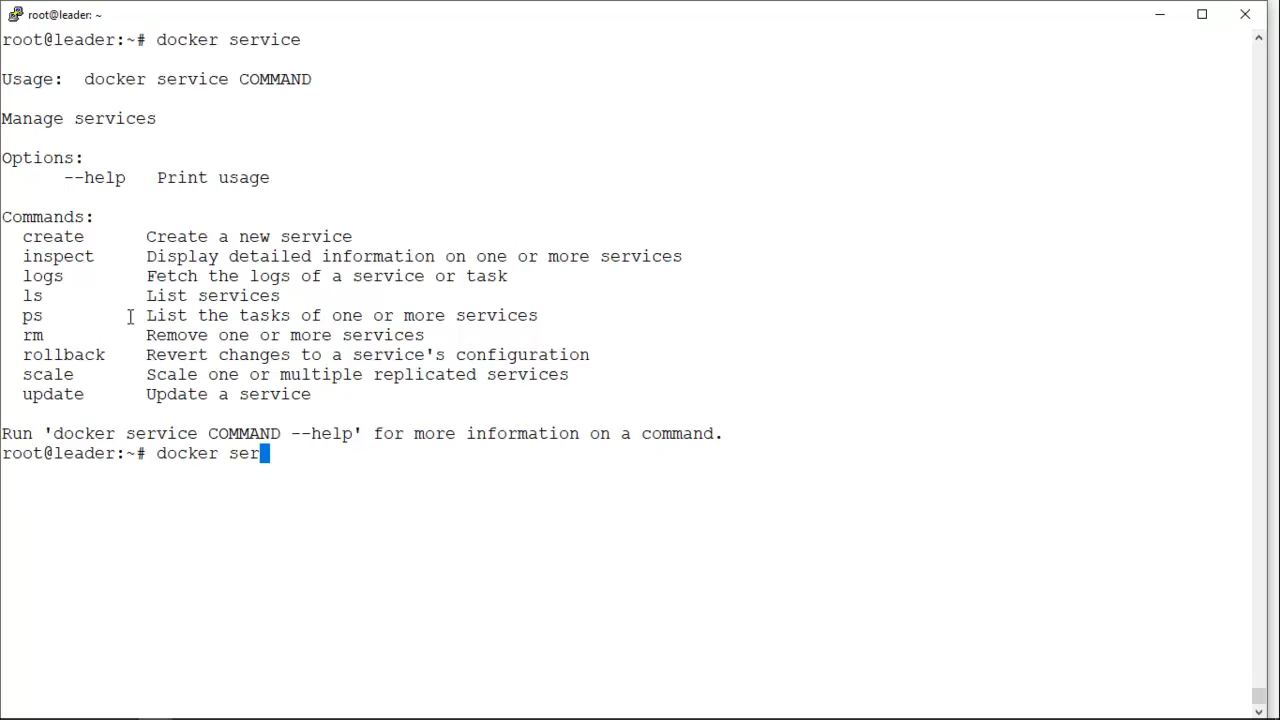 root@leader: ~
root@leader:~# docker service
Usage:  docker service COMMAND
Manage services
Options:
      --help   Print usage
Commands:
  create      Create a new service
  inspect     Display detailed information on one or more services
  logs        Fetch the logs of a service or task
  ls          List services
  ps          List the tasks of one or more services
  rm          Remove one or more services
  rollback    Revert changes to a service's configuration
  scale       Scale one or multiple replicated services
  update      Update a service
Run 'docker service COMMAND --help' for more information on a command.
root@leader:~# docker ser